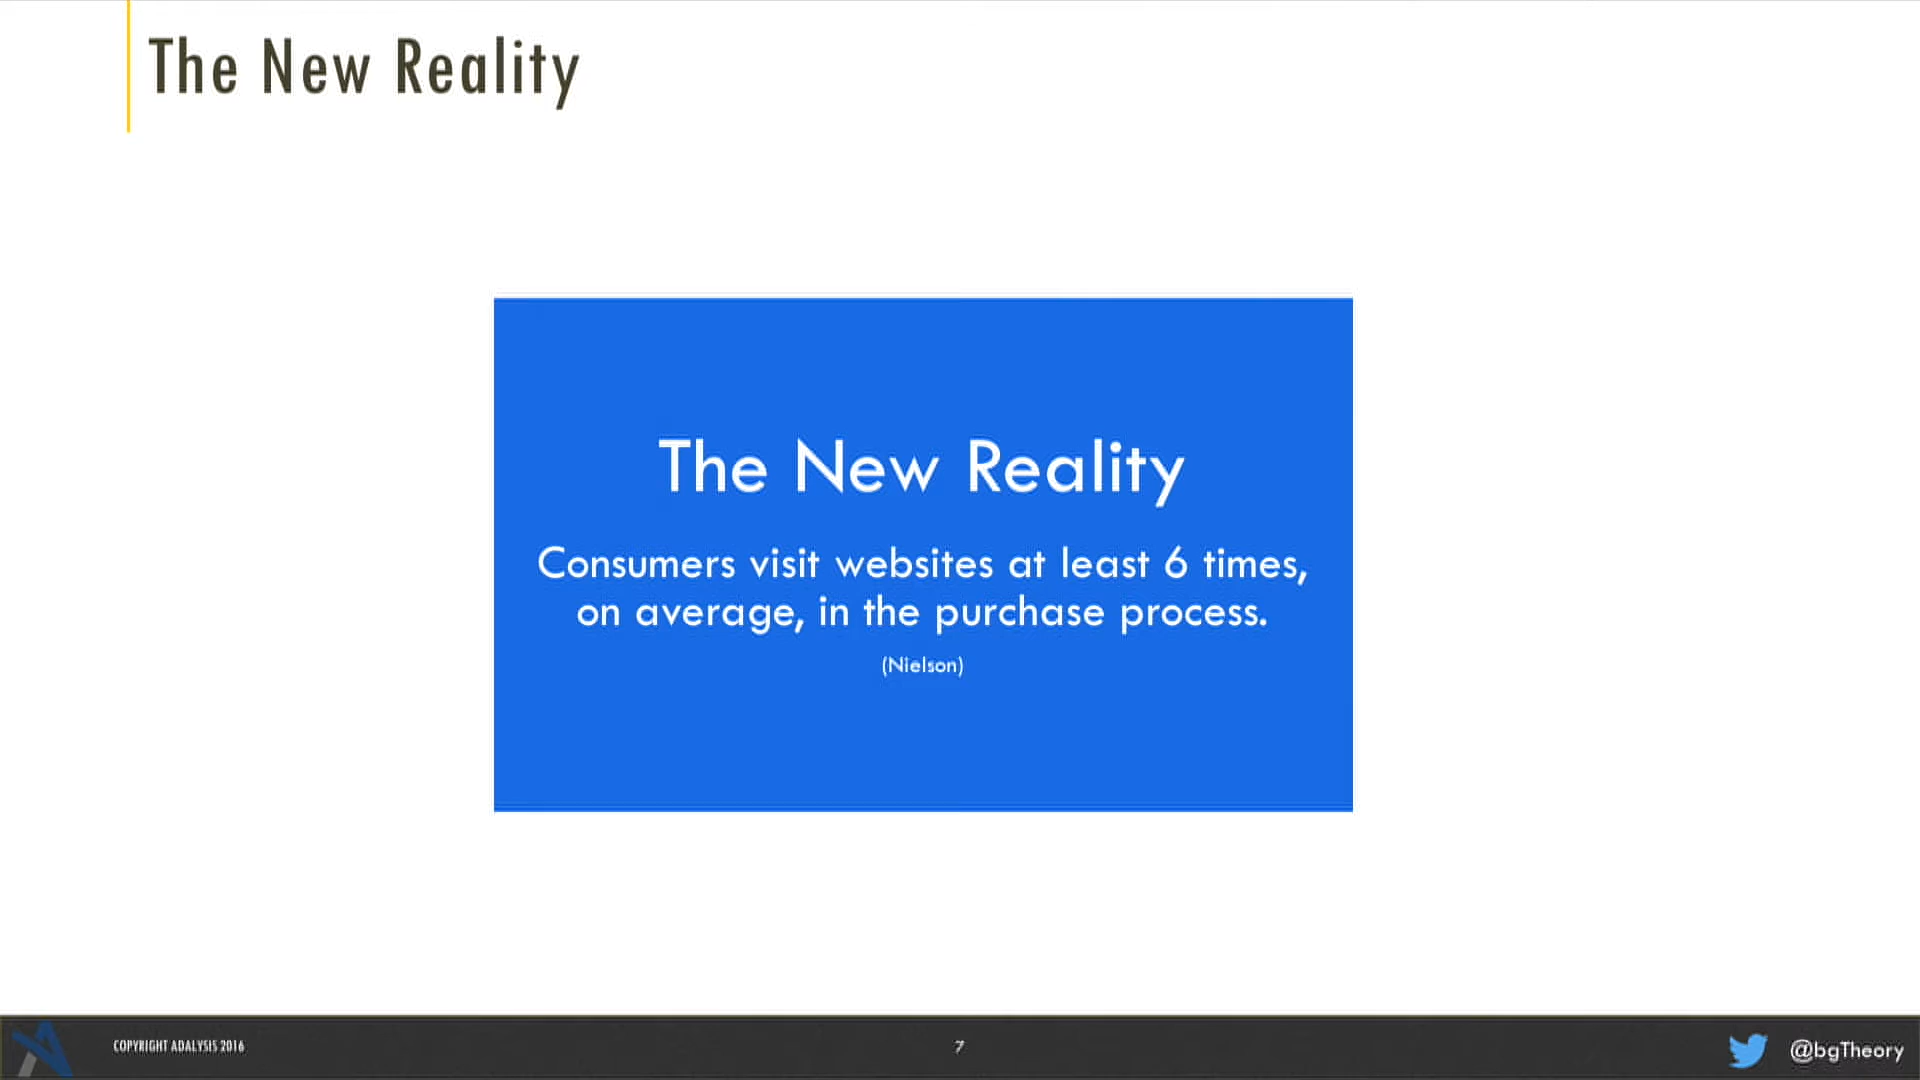 The New Reality
The New Reality
Consumers visit websites at least 6 times,
on average, in the purchase process.
(Nielson)
COPYRIGHT ADALYSIS 2016
7
@bgTheory